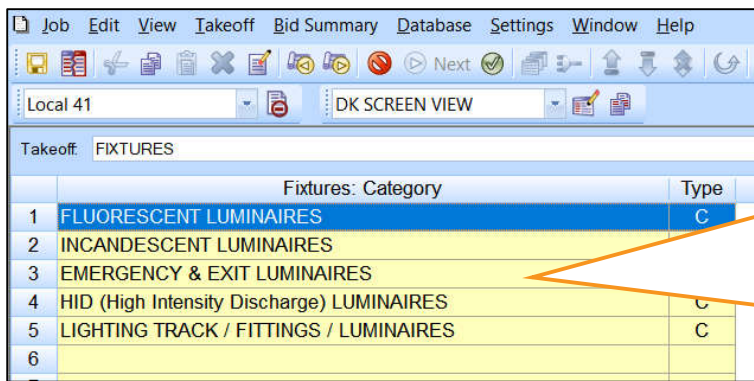 Job Edit View Takeoff Bid Summary Database Settings Window Help
Next
Local 41 DK SCREEN VIEW
Takeoff: FIXTURES
Fixtures: Category Type
1 FLUORESCENT LUMINAIRES C
2 INCANDESCENT LUMINAIRES
3 EMERGENCY & EXIT LUMINAIRES
4 HID (High Intensity Discharge) LUMINAIRES C
5 LIGHTING TRACK / FITTINGS / LUMINAIRES C
6